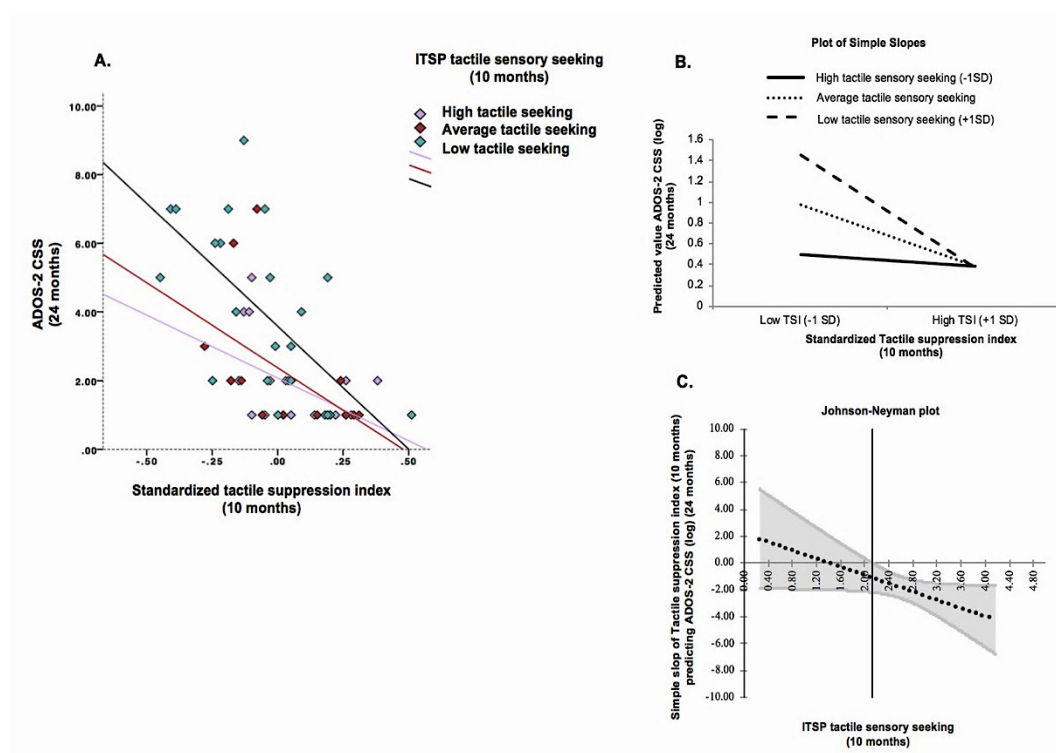 A.
ITSP tactile sensory seeking
(10 months)
High tactile seeking
Average tactile seeking
Low tactile seeking
10.00
8.00
6.00
4.00
2.00
.00
-.50
-.25
.00
.25
.50
ADOS-2 CSS
(24 months)
Standardized tactile suppression index
(10 months)
Plot of Simple Slopes
B.
High tactile sensory seeking (-1SD)
Average tactile sensory seeking
Low tactile sensory seeking (+1SD)
1.6
1.4
1.2
1
0.8
0.6
0.4
0.2
0
Predicted value ADOS-2 CSS (log)
(24 months)
Low TSI (-1 SD)
High TSI (+1 SD)
Standardized Tactile suppression index
(10 months)
C.
Johnson-Neyman plot
10.00
8.00
6.00
4.00
2.00
0.00
-2.00
-4.00
-6.00
-8.00
-10.00
0.00
0.40
0.80
1.20
1.60
2.00
2.40
2.80
3.20
3.60
4.00
4.40
4.80
Simple slop of Tactile suppression index (10 months)
predicting ADOS-2 CSS (log) (24 months)
ITSP tactile sensory seeking
(10 months)